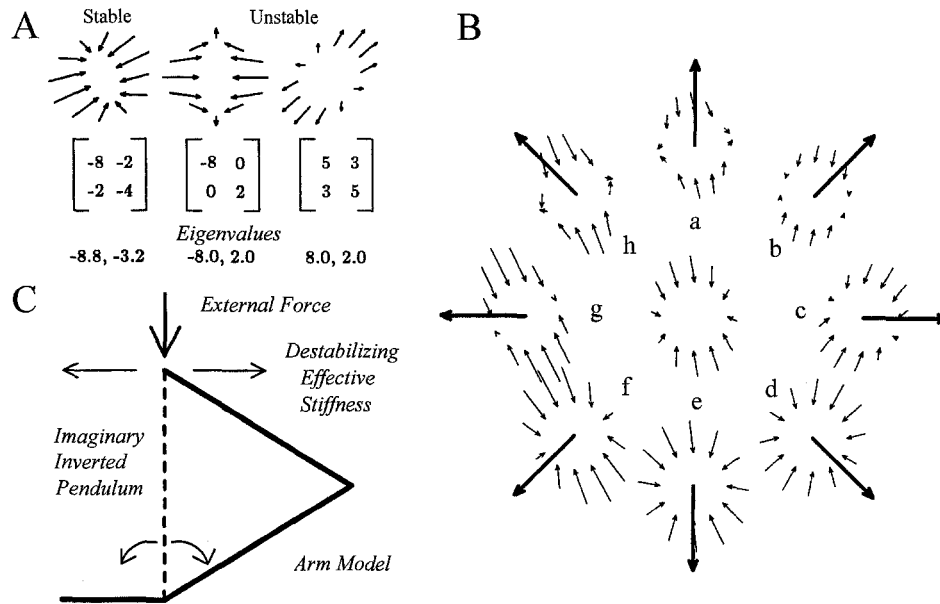 A
Stable
Unstable
-8 -2
-2 -4
-8 0
0 2
5 3
3 5
Eigenvalues
-8.8, -3.2
-8.0, 2.0
8.0, 2.0
B
a
b
c
d
e
f
g
h
C
External Force
Destabilizing
Effective
Stiffness
Imaginary
Inverted
Pendulum
Arm Model